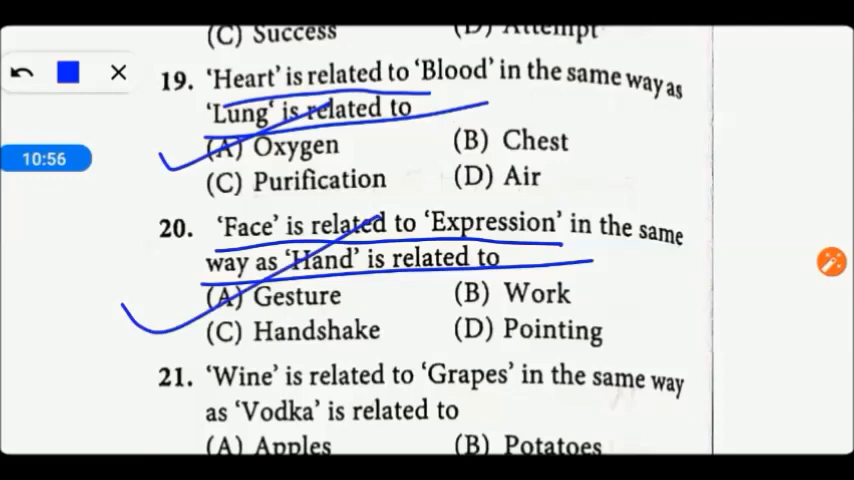 (C) Success (D) Attempt
19. 'Heart' is related to 'Blood' in the same way as
'Lung' is related to
(A) Oxygen (B) Chest
(C) Purification (D) Air
10:56
20. 'Face' is related to 'Expression' in the same
way as 'Hand' is related to
(A) Gesture (B) Work
(C) Handshake (D) Pointing
21. 'Wine' is related to 'Grapes' in the same way
as 'Vodka' is related to
(A) Apples (B) Potatoes